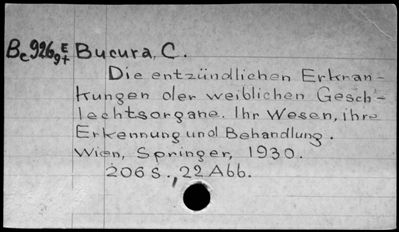 Bc926 E 9+ Bucura, C.
Die entzündlichen Erkran-
kungen der weiblichen Gesch-
lechtsorgane. Ihr Wesen, ihre
Erkennung und Behandlung.
Wien, Springer, 1930.
206 S., 22 Abb.